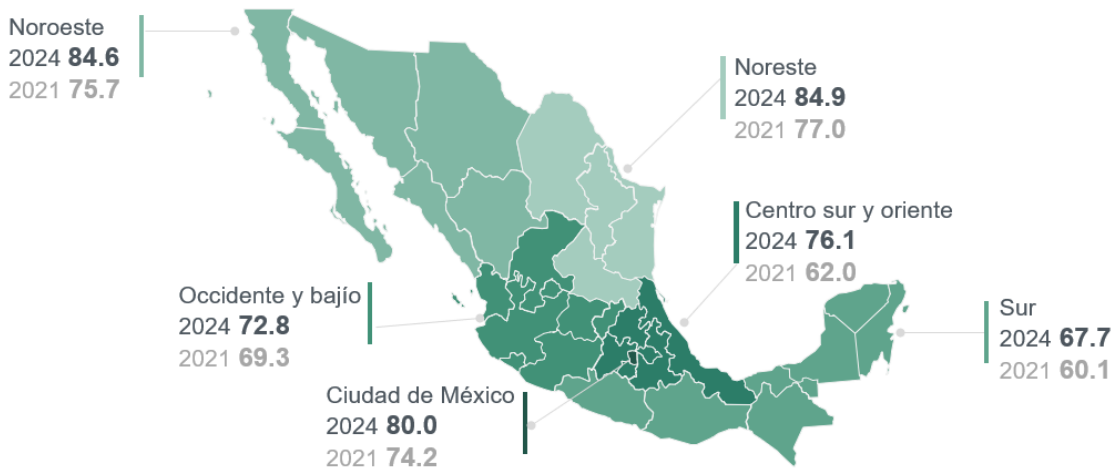 Noroeste
2024 84.6
2021 75.7
Noreste
2024 84.9
2021 77.0
Centro sur y oriente
2024 76.1
2021 62.0
Occidente y bajío
2024 72.8
2021 69.3
Sur
2024 67.7
2021 60.1
Ciudad de México
2024 80.0
2021 74.2